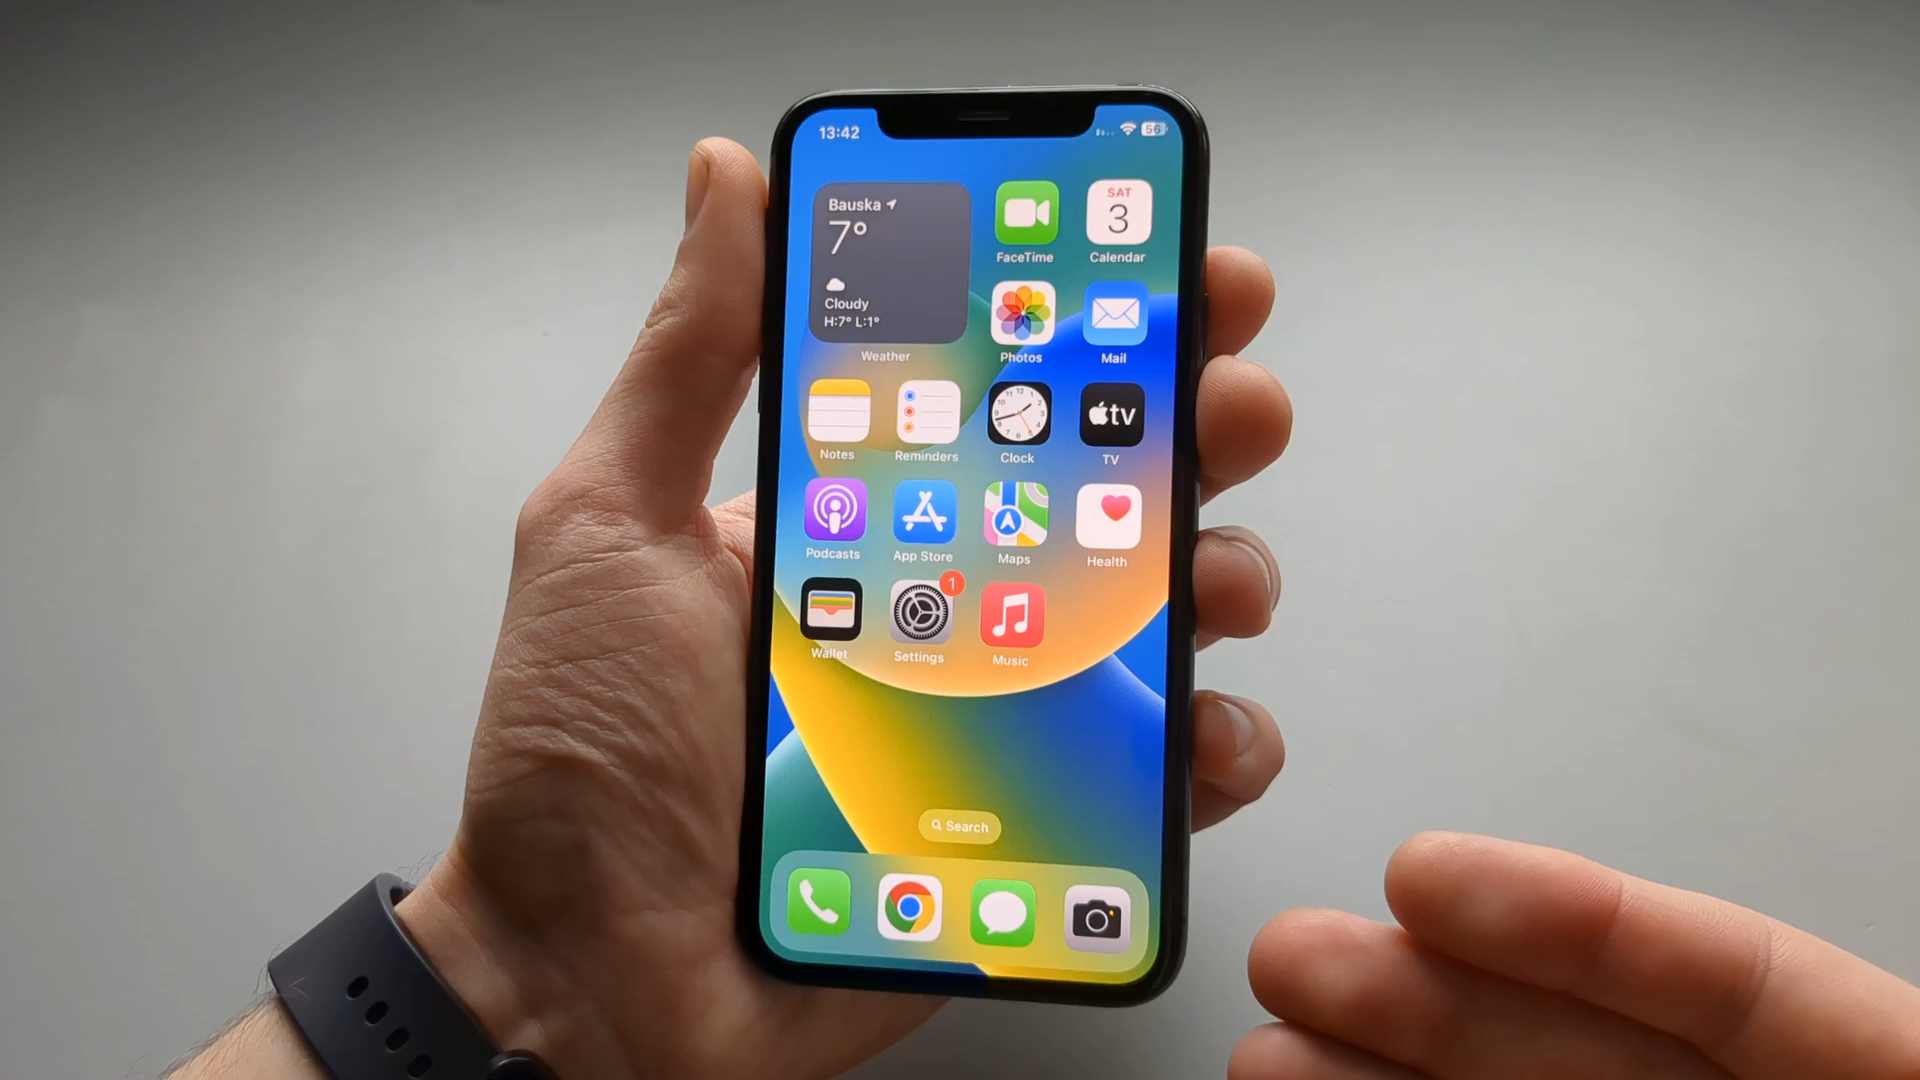 13:42
56
Bauska
7°
Cloudy
H:7° L:1°
Weather
FaceTime
SAT
3
Calendar
Photos
Mail
Notes
Reminders
Clock
tv
TV
Podcasts
App Store
Maps
Health
Wallet
1
Settings
Music
Search